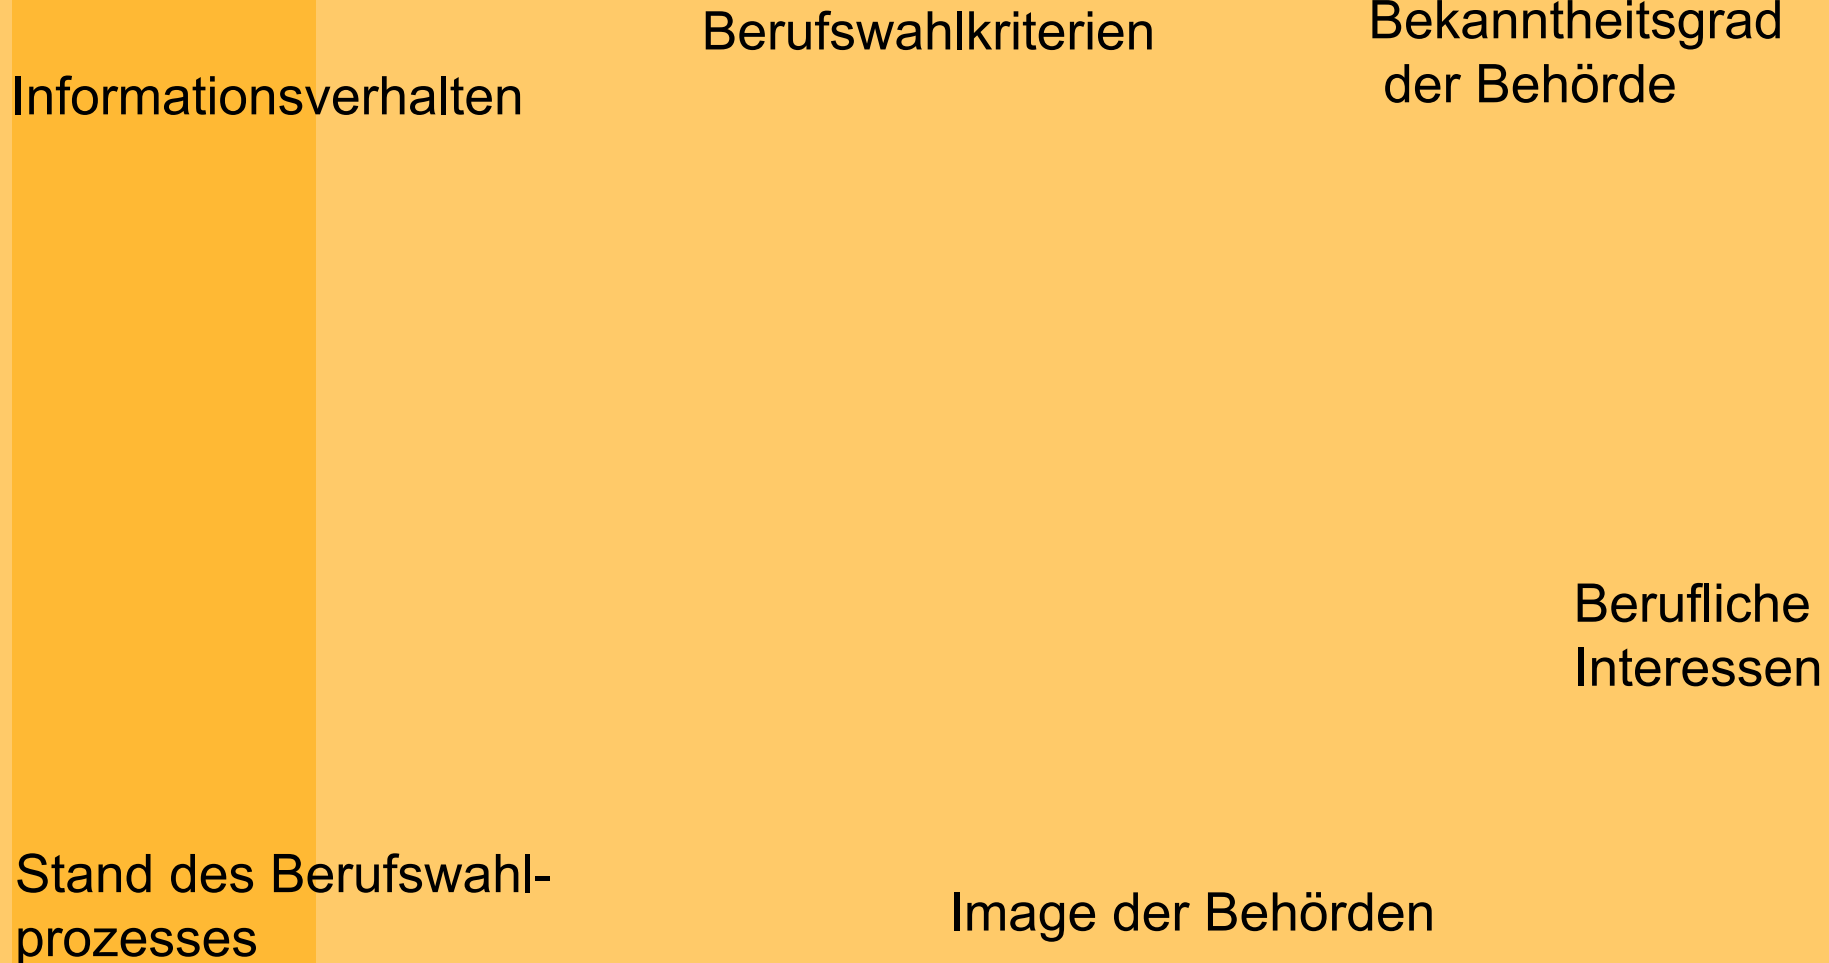 Berufswahlkriterien
Bekanntheitsgrad
der Behörde
Informationsverhalten
Berufliche
Interessen
Stand des Berufswahl-
prozesses
Image der Behörden